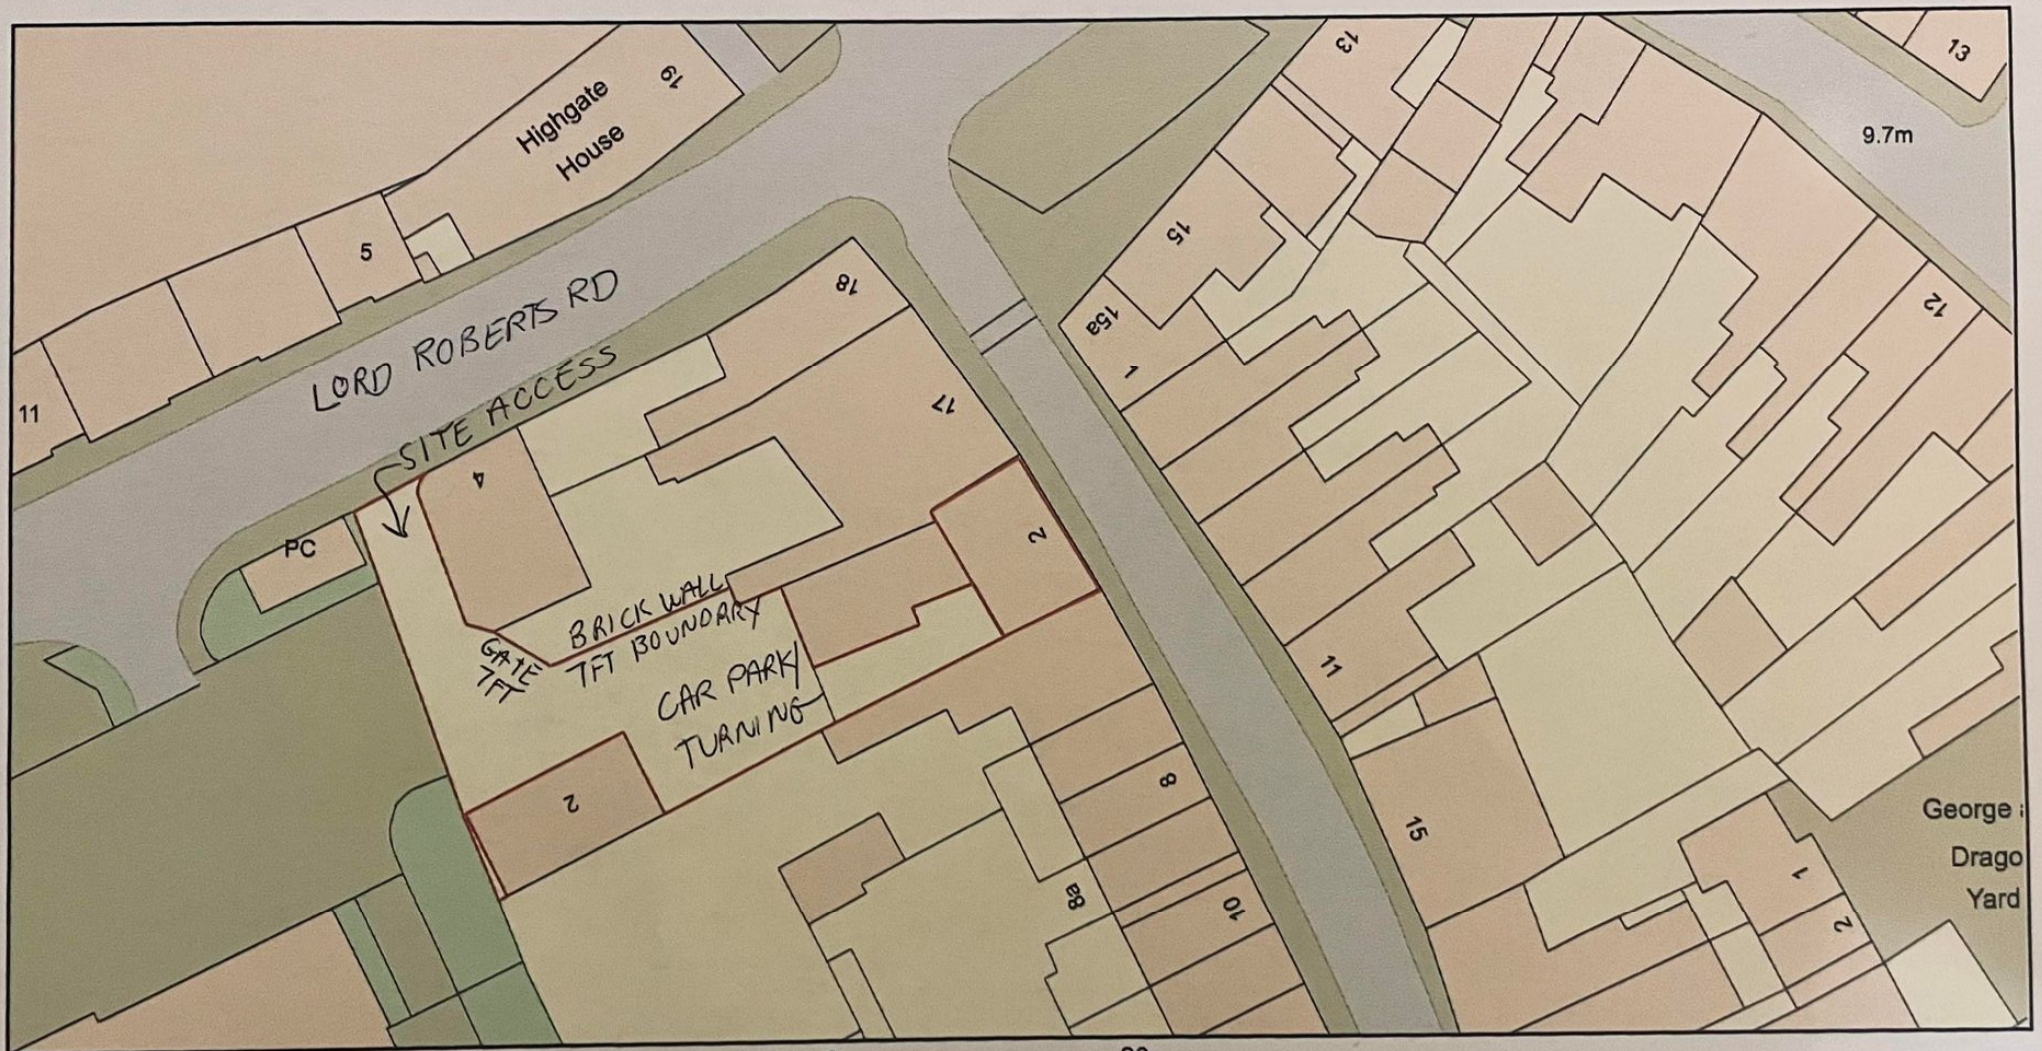 13
13
19
Highgate
House
9.7m
5
15
18
12
LORD ROBERTS RD
15a
1
11
SITE ACCESS
17
4
2
PC
BRICK WALL
7FT BOUNDARY
GATE
7FT
CAR PARK/
TURNING
11
2
8
15
George
Drago
Yard
8a
10
1
2